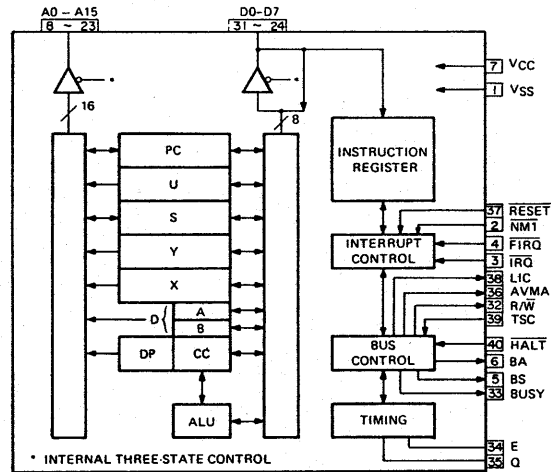 A0 – A15 D0–D7
8 ~ 23 31 ~ 24
*
*
7 VCC
1 VSS
16
8
PC
U
S
Y
X
D { A
B
DP CC
ALU
INSTRUCTION
REGISTER
INTERRUPT
CONTROL
BUS
CONTROL
TIMING
37 RESET
2 NM1
4 FIRQ
3 IRQ
38 LIC
36 AVMA
32 R/W
39 TSC
40 HALT
6 BA
5 BS
33 BUSY
34 E
35 Q
* INTERNAL THREE-STATE CONTROL